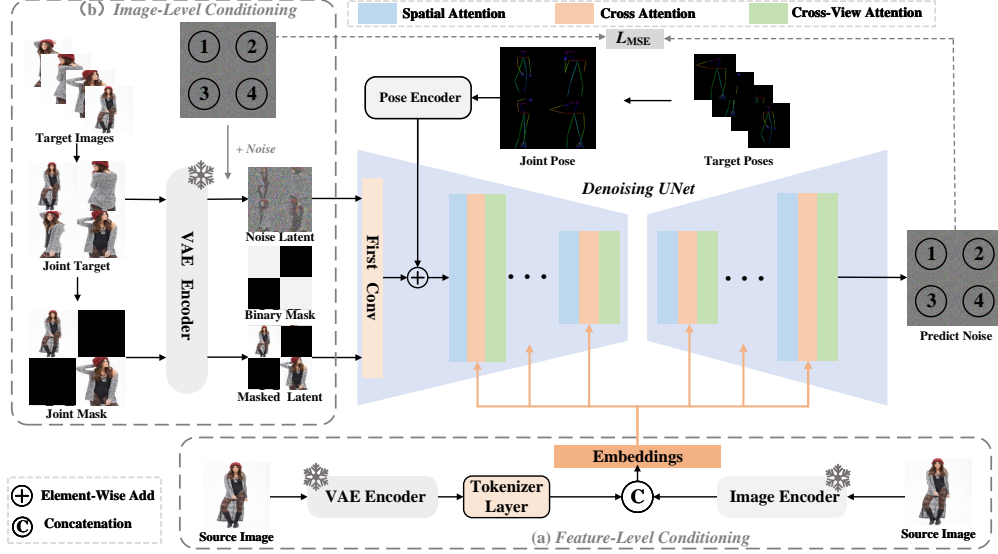 (b) Image-Level Conditioning
Spatial Attention
Cross Attention
Cross-View Attention
1 2
3 4
L_MSE
Pose Encoder
Target Images
+ Noise
Joint Pose
Target Poses
Denoising UNet
VAE Encoder
Noise Latent
First Conv
Joint Target
Binary Mask
1 2
3 4
Predict Noise
Joint Mask
Masked Latent
Embeddings
Element-Wise Add
Concatenation
VAE Encoder
Tokenizer
Layer
C
Image Encoder
Source Image
Source Image
C
(a) Feature-Level Conditioning